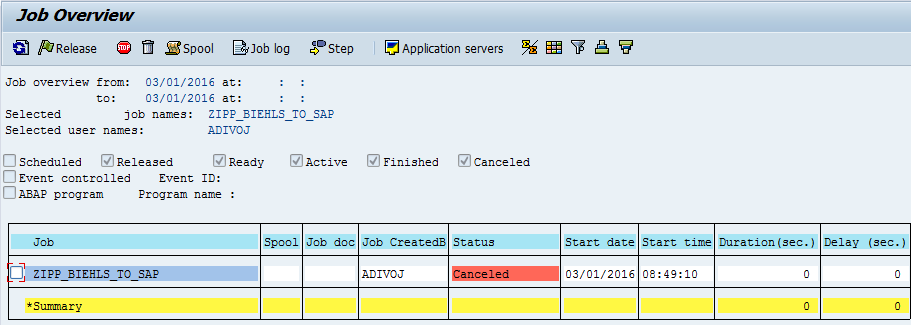 Job Overview
Release Spool Job log Step Application servers
Job overview from: 03/01/2016 at: : :
to: 03/01/2016 at: : :
Selected job names: ZIPP_BIEHLS_TO_SAP
Selected user names: ADIVOJ
Scheduled Released Ready Active Finished Canceled
Event controlled Event ID:
ABAP program Program name :
Job Spool Job doc Job CreatedB Status Start date Start time Duration(sec.) Delay (sec.)
ZIPP_BIEHLS_TO_SAP ADIVOJ Canceled 03/01/2016 08:49:10 0 0
*Summary 0 0